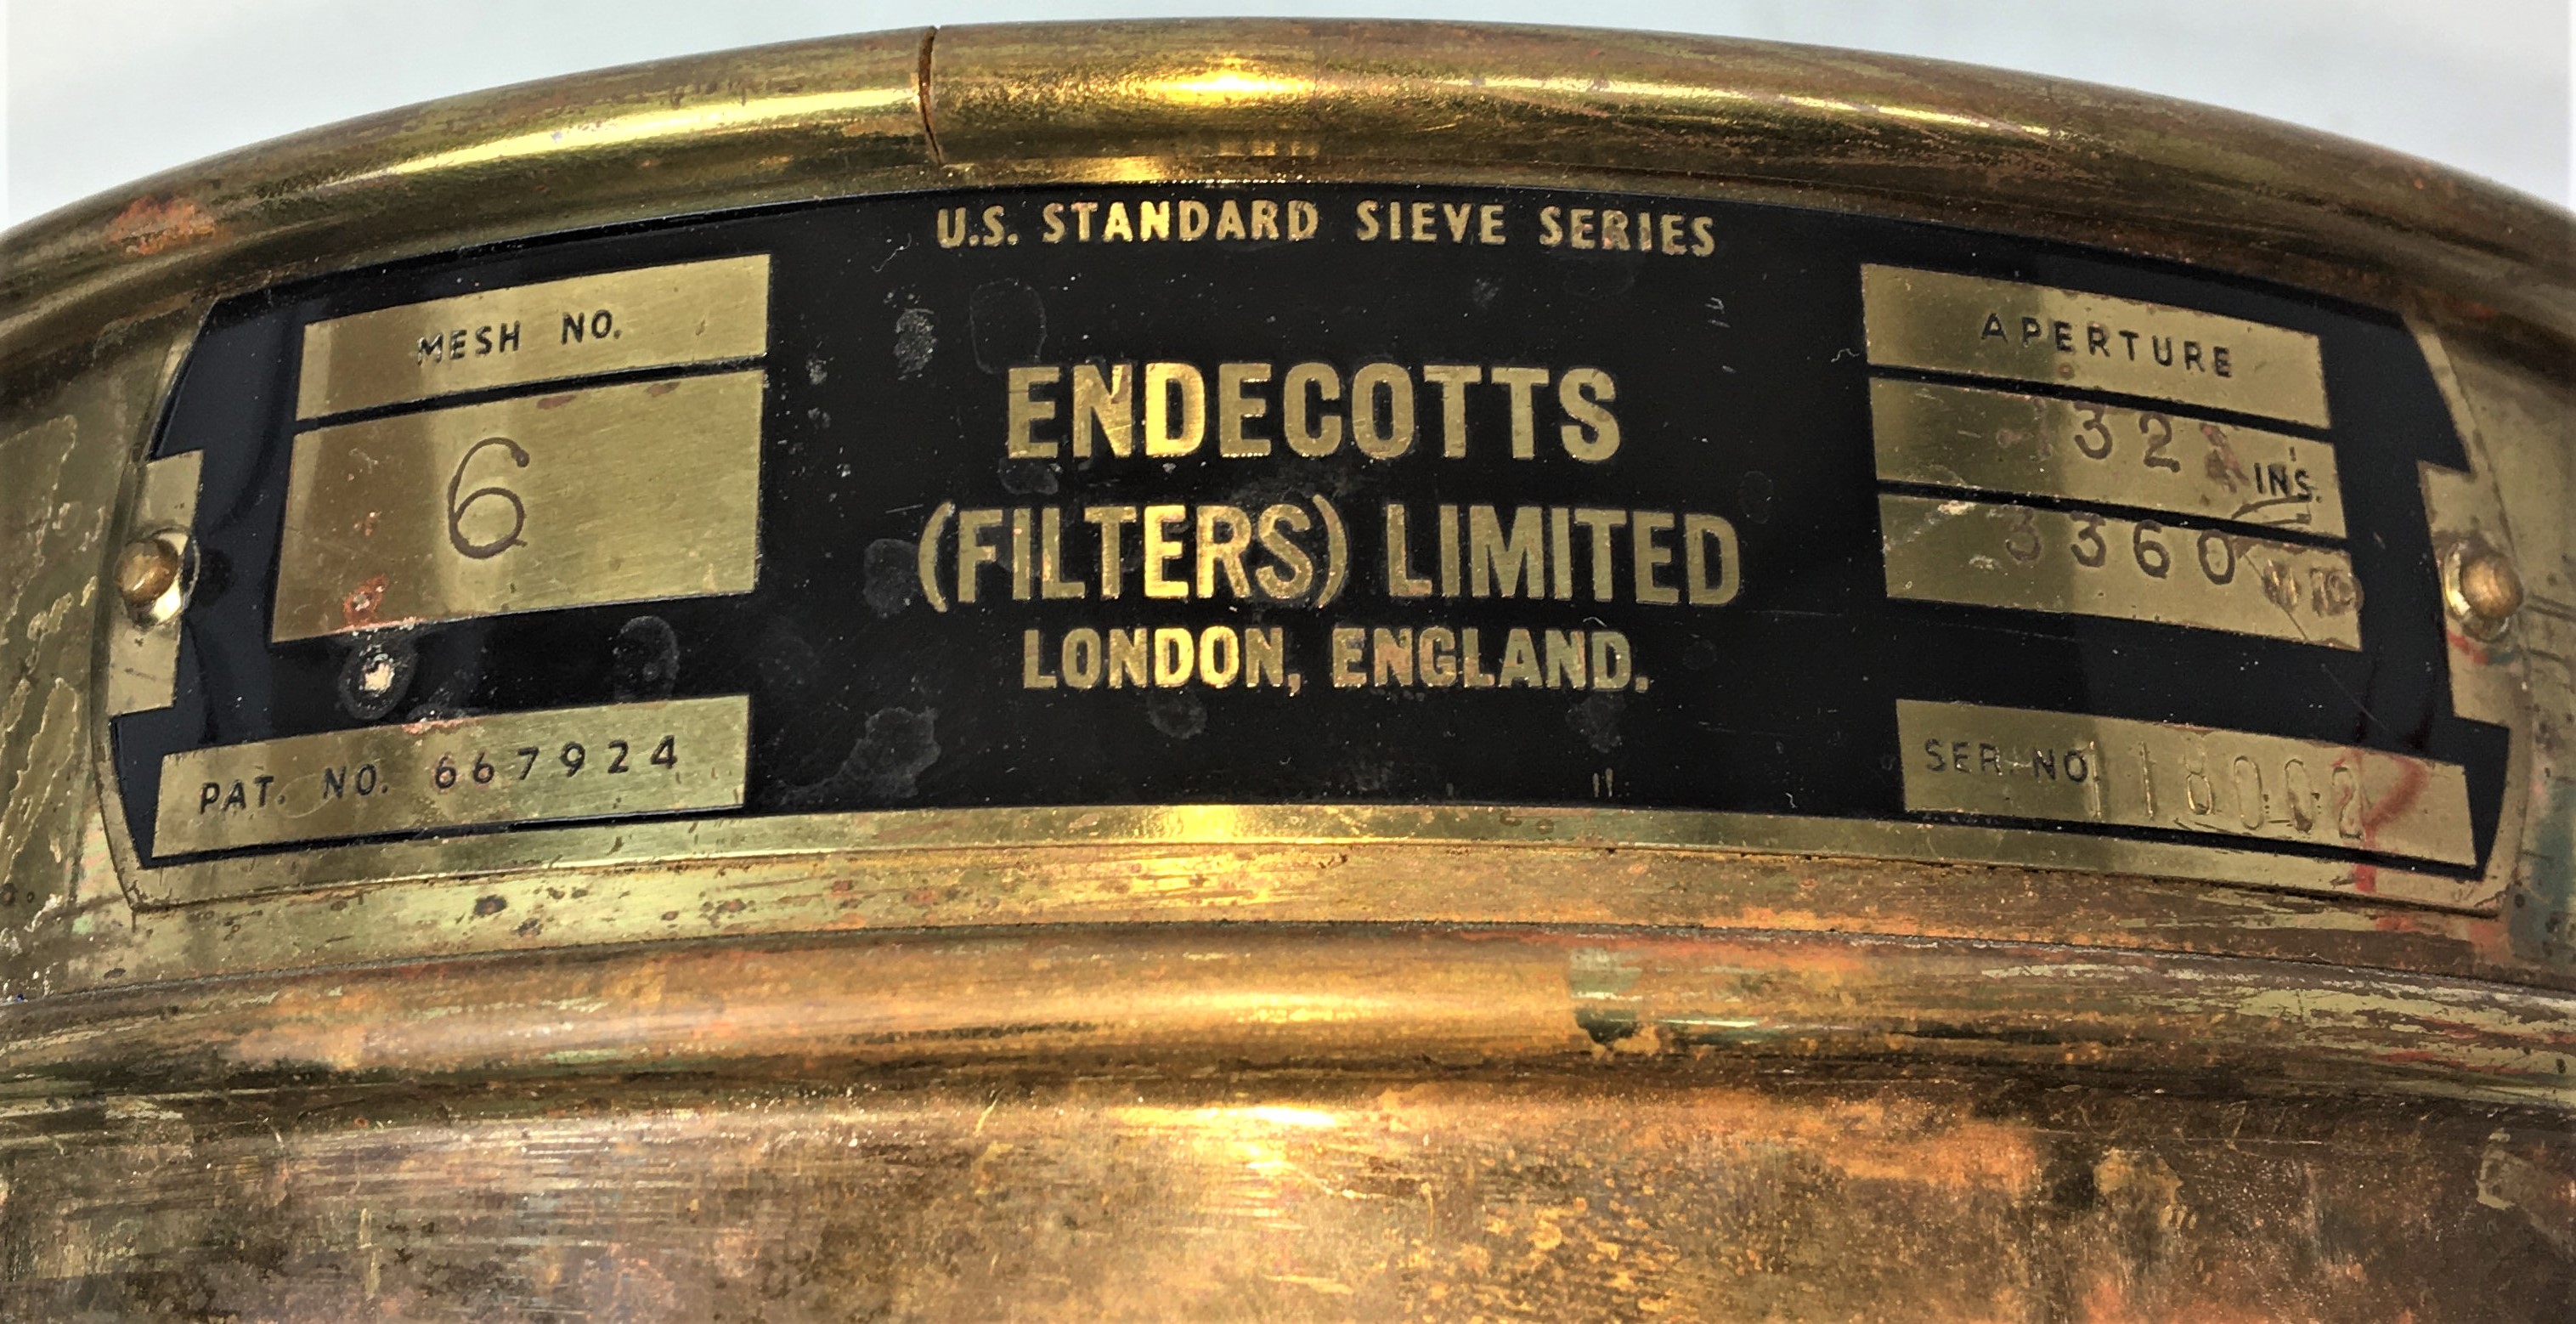 U.S. STANDARD SIEVE SERIES
MESH NO.
6
PAT. NO. 667924
ENDECOTTS
(FILTERS) LIMITED
LONDON, ENGLAND.
APERTURE
INS.
3360
SER. NO. 118002